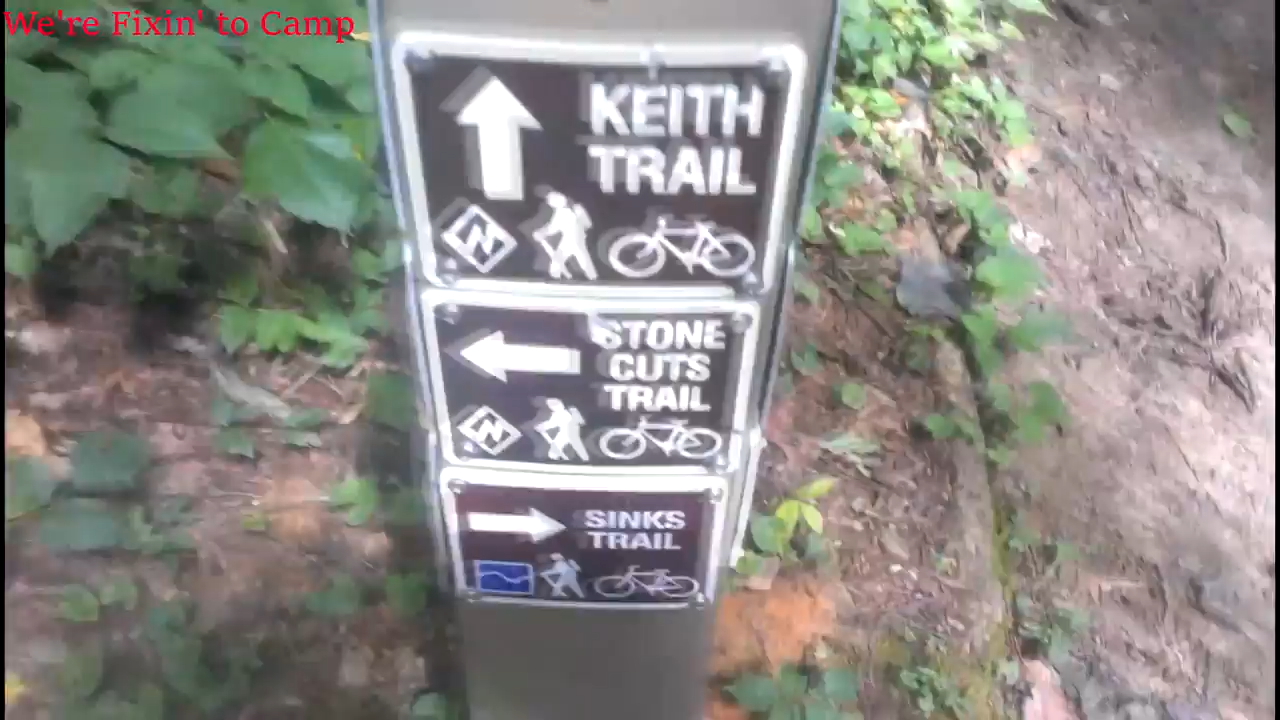 We're Fixin' to Camp
KEITH
TRAIL
STONE
CUTS
TRAIL
SINKS
TRAIL